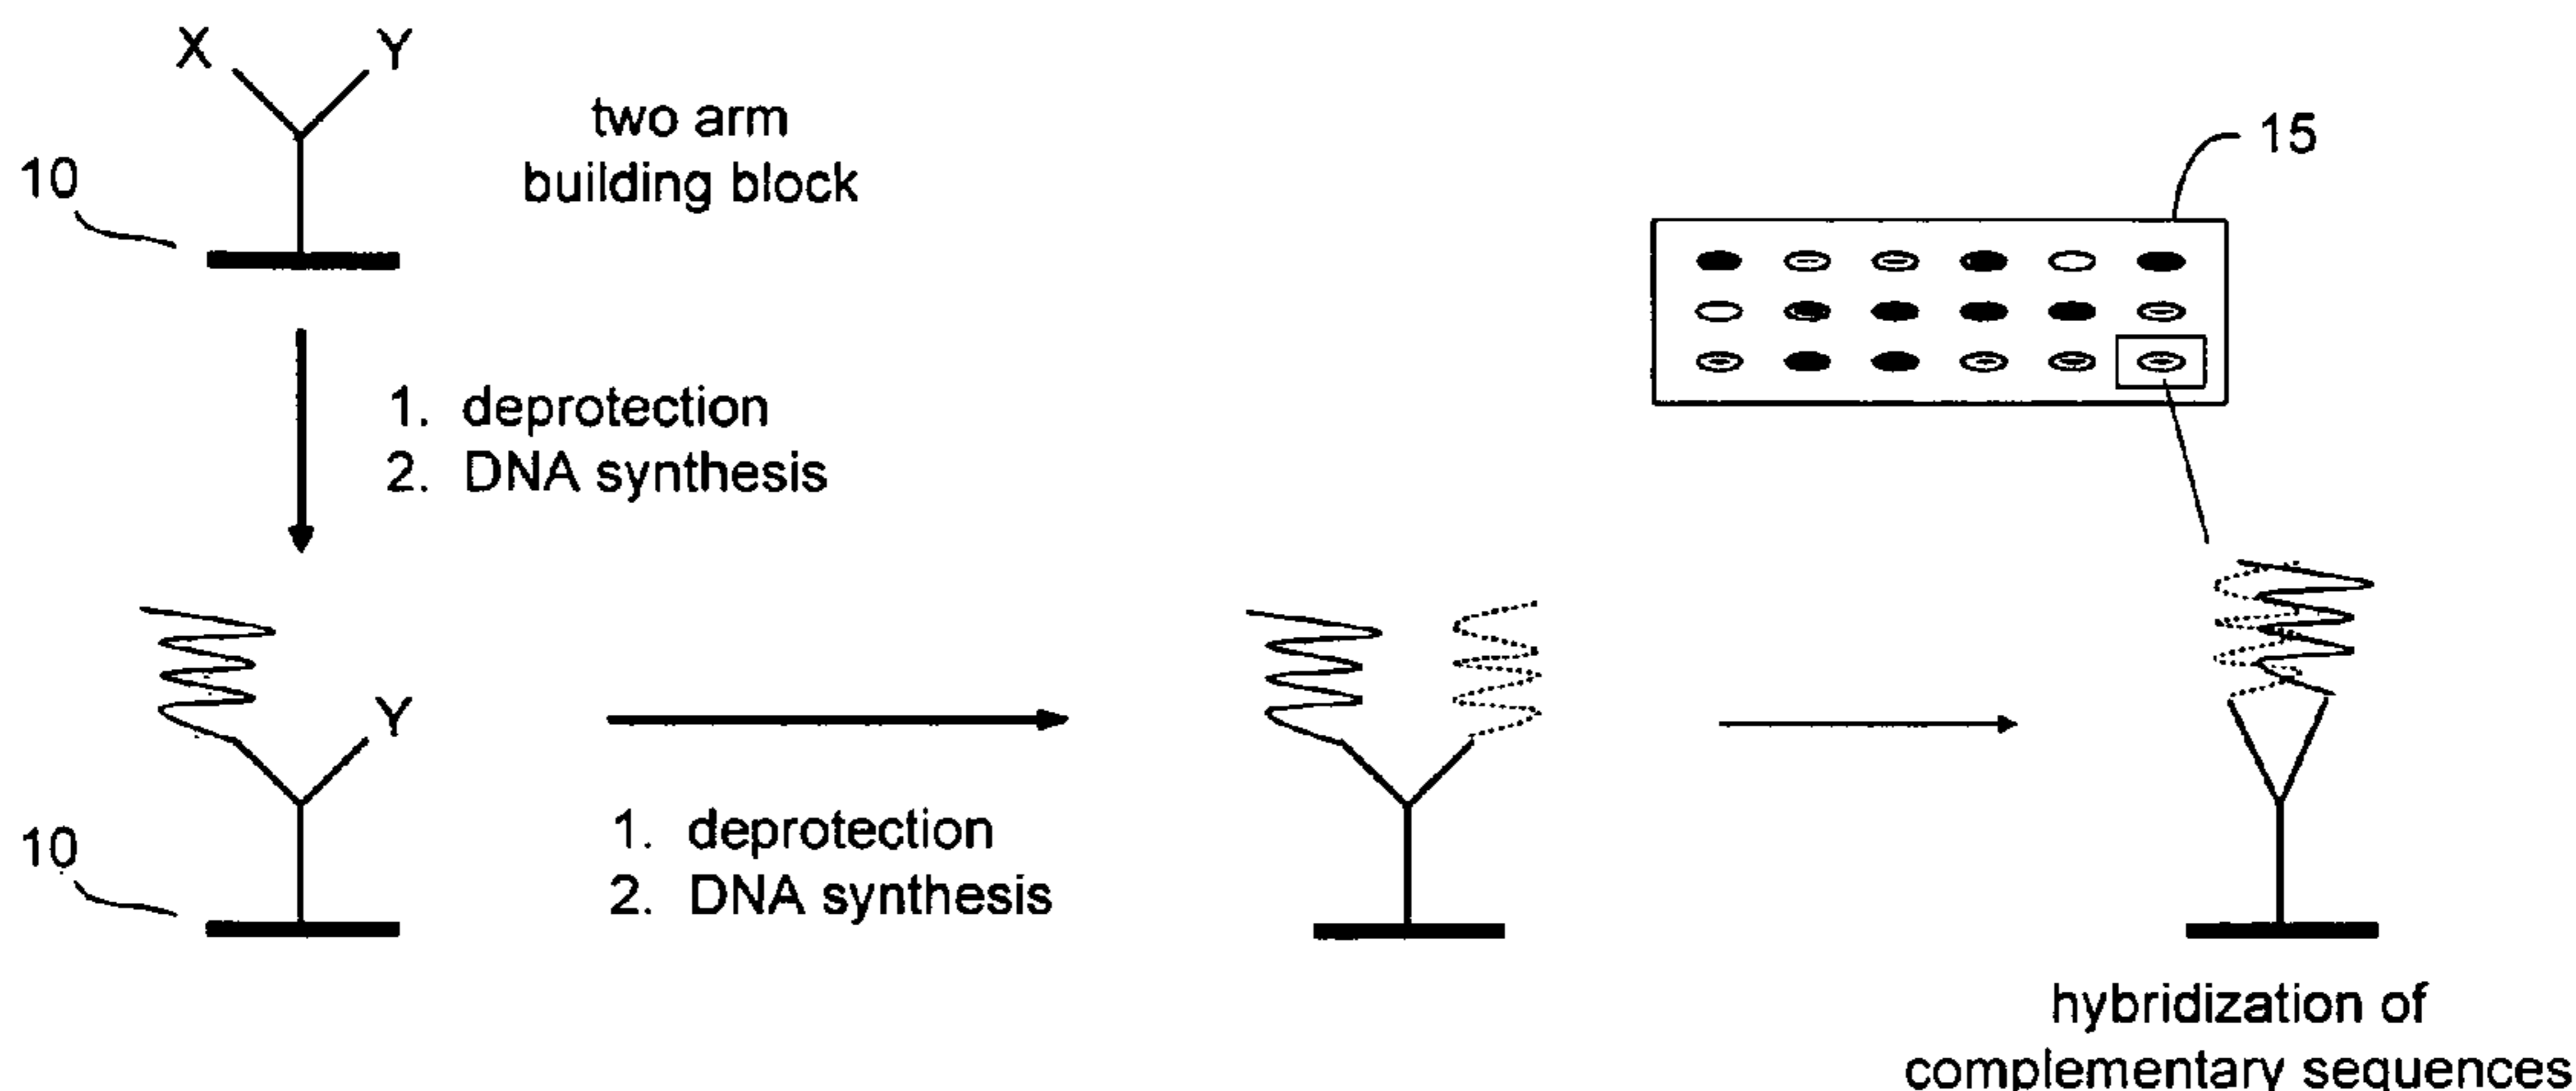 X Y
10
two arm
building block
15
1. deprotection
2. DNA synthesis
Y
10
1. deprotection
2. DNA synthesis
hybridization of
complementary sequences